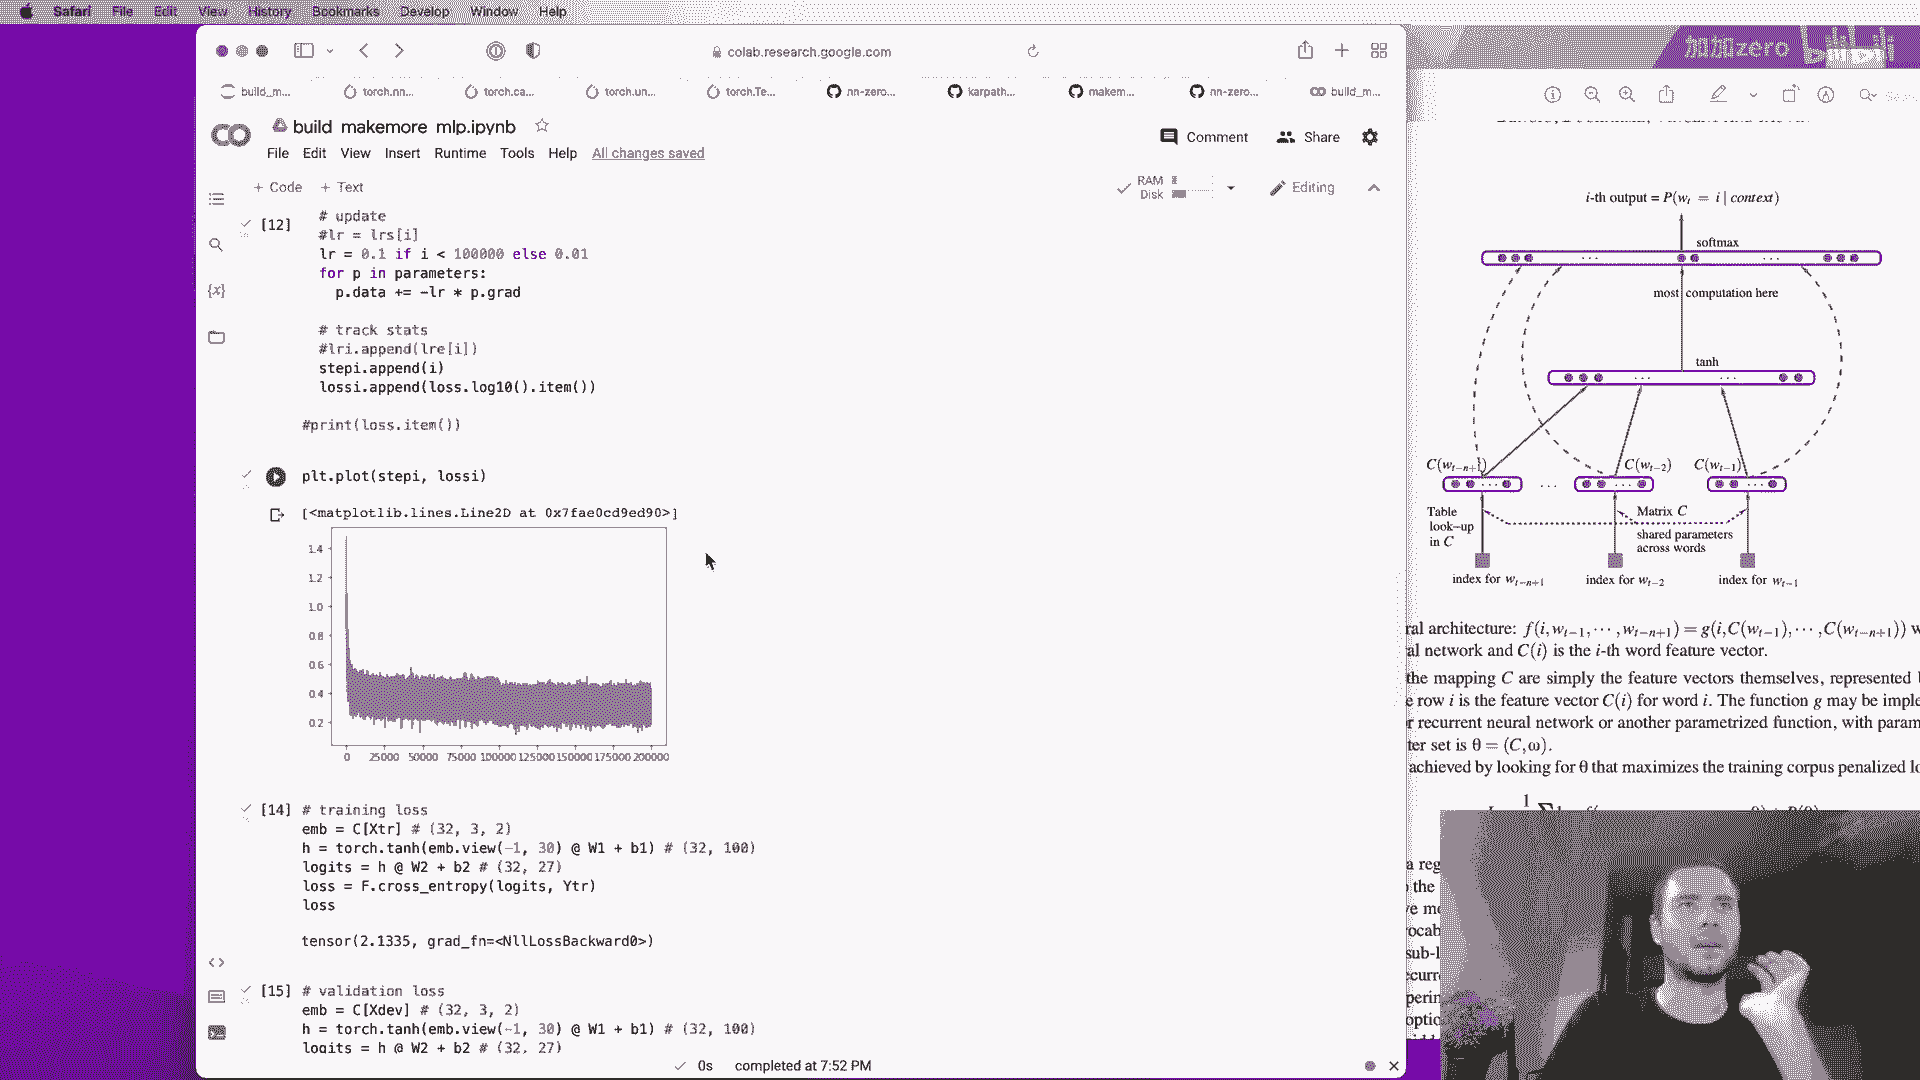 Safari File Edit View History Bookmarks Develop Window Help
加加zero bilibili
colab.research.google.com
build_m... torch.nn... torch.ca... torch.un... torch.Te... nn-zero... karpath... makem... nn-zero... build_m...
build makemore mlp.ipynb
Comment Share
File Edit View Insert Runtime Tools Help All changes saved
+ Code + Text
RAM
Disk
Editing
[12]
# update
#lr = lrs[i]
lr = 0.1 if i < 100000 else 0.01
for p in parameters:
p.data += -lr * p.grad
# track stats
#lri.append(lre[i])
stepi.append(i)
lossi.append(loss.log10().item())
#print(loss.item())
plt.plot(stepi, lossi)
[<matplotlib.lines.Line2D at 0x7fae0cd9ed90>]
1.4
1.2
1.0
0.8
0.6
0.4
0.2
0 25000 50000 75000 100000 125000 150000 175000 200000
[14] # training loss
emb = C[Xtr] # (32, 3, 2)
h = torch.tanh(emb.view(-1, 30) @ W1 + b1) # (32, 100)
logits = h @ W2 + b2 # (32, 27)
loss = F.cross_entropy(logits, Ytr)
loss
tensor(2.1335, grad_fn=<NllLossBackward0>)
[15] # validation loss
emb = C[Xdev] # (32, 3, 2)
h = torch.tanh(emb.view(-1, 30) @ W1 + b1) # (32, 100)
logits = h @ W2 + b2 # (32, 27)
0s completed at 7:52 PM
i-th output = P(w_t = i | context)
softmax
most computation here
tanh
C(w_{t-n+1}) C(w_{t-2}) C(w_{t-1})
Table
look-up
in C
Matrix C
shared parameters
across words
index for w_{t-n+1} index for w_{t-2} index for w_{t-1}
ral architecture: f(i, w_{t-1}, ···, w_{t-n+1}) = g(i, C(w_{t-1}), ···, C(w_{t-n+1})) w
al network and C(i) is the i-th word feature vector.
the mapping C are simply the feature vectors themselves, represented
e row i is the feature vector C(i) for word i. The function g may be imple
r recurrent neural network or another parametrized function, with param
ter set is θ = (C, ω).
achieved by looking for θ that maximizes the training corpus penalized lo
a reg
the
ve m
ocab
sub-l
ecurr
perin
optio